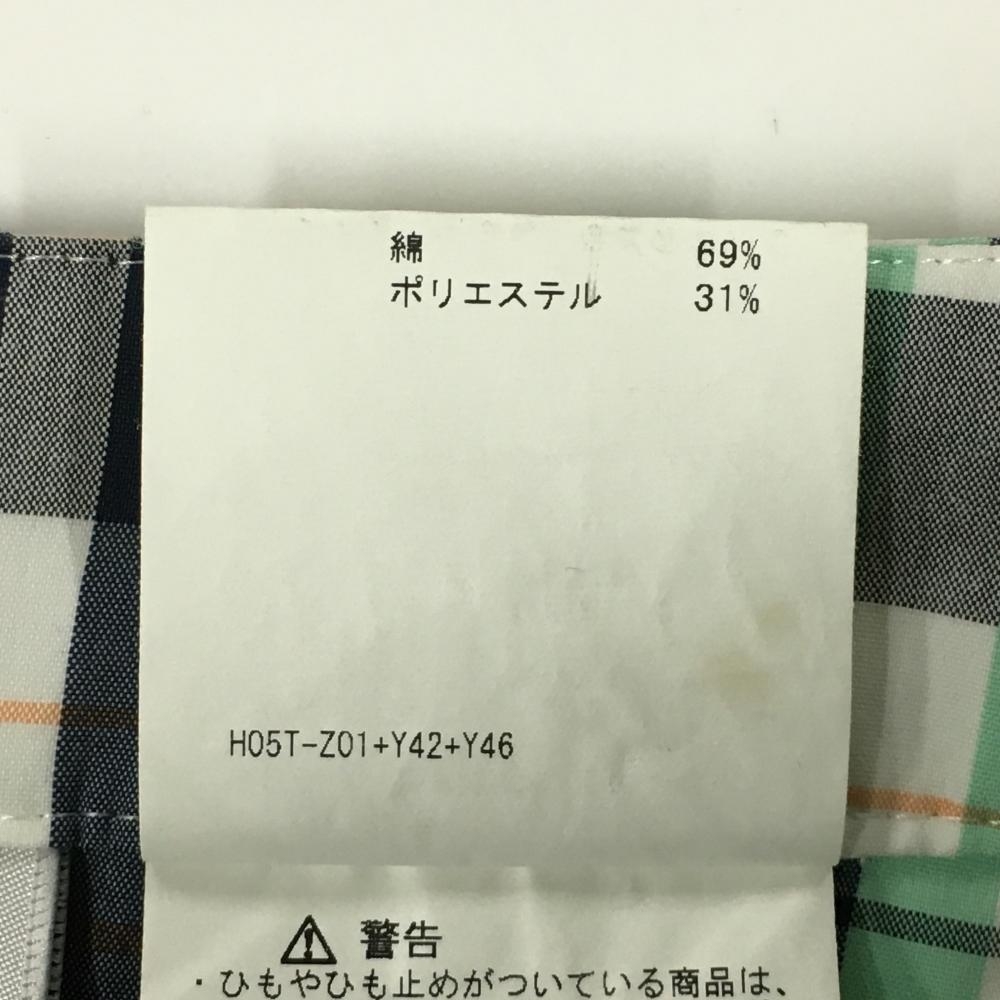 綿 69%
ポリエステル 31%
H05T-Z01+Y42+Y46
警告
・ひもやひも止めがついている商品は、